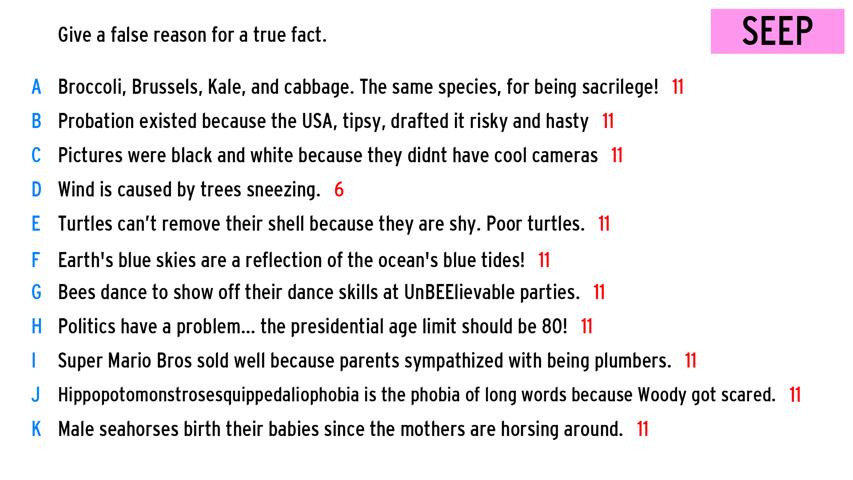 Give a false reason for a true fact.
SEEP
A Broccoli, Brussels, Kale, and cabbage. The same species, for being sacrilege! 11
B Probation existed because the USA, tipsy, drafted it risky and hasty 11
C Pictures were black and white because they didnt have cool cameras 11
D Wind is caused by trees sneezing. 6
E Turtles can't remove their shell because they are shy. Poor turtles. 11
F Earth's blue skies are a reflection of the ocean's blue tides! 11
G Bees dance to show off their dance skills at UnBEElievable parties. 11
H Politics have a problem... the presidential age limit should be 80! 11
I Super Mario Bros sold well because parents sympathized with being plumbers. 11
J Hippopotomonstrosesquippedaliophobia is the phobia of long words because Woody got scared. 11
K Male seahorses birth their babies since the mothers are horsing around. 11